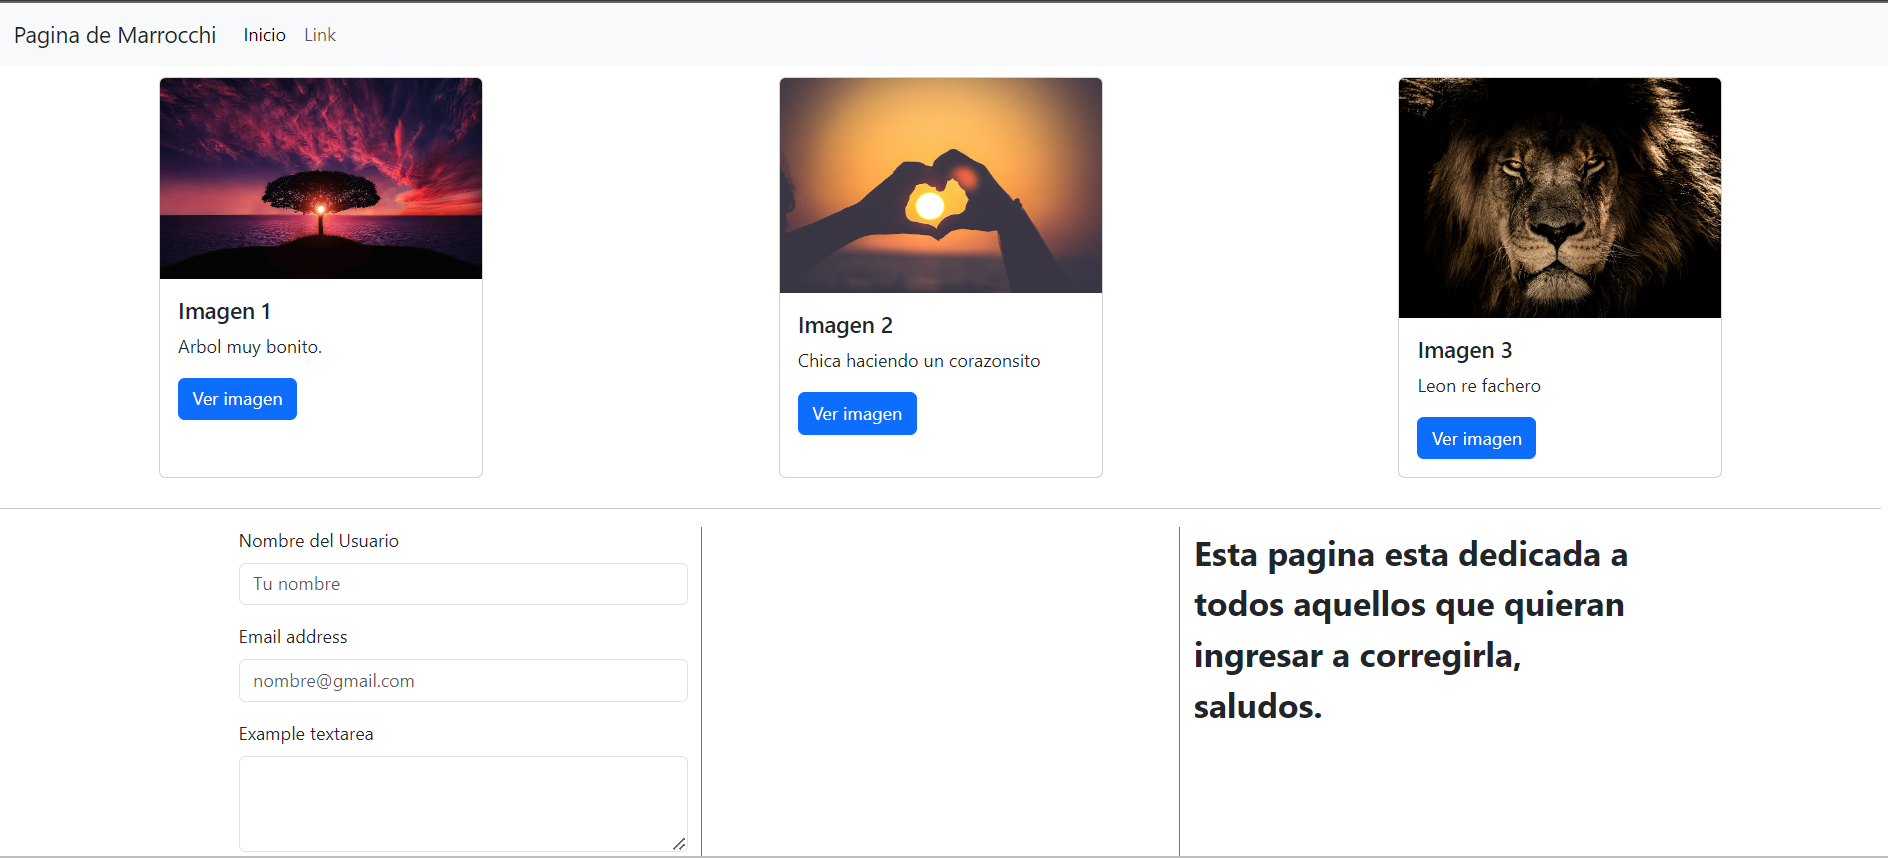 Pagina de Marrocchi Inicio Link
Imagen 1
Arbol muy bonito.
Ver imagen
Imagen 2
Chica haciendo un corazonsito
Ver imagen
Imagen 3
Leon re fachero
Ver imagen
Nombre del Usuario
Tu nombre
Email address
nombre@gmail.com
Example textarea
Esta pagina esta dedicada a
todos aquellos que quieran
ingresar a corregirla,
saludos.